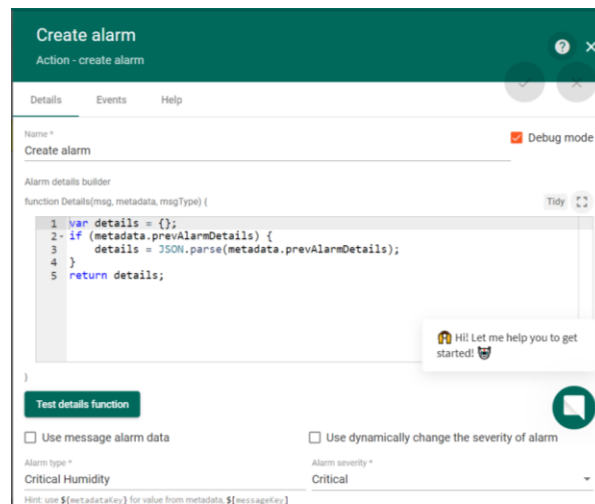 Create alarm
Action - create alarm
Details Events Help
Name *
Create alarm
Debug mode
Alarm details builder
function Details(msg, metadata, msgType) {
Tidy
1 var details = {};
2 if (metadata.prevAlarmDetails) {
3 details = JSON.parse(metadata.prevAlarmDetails);
4 }
5 return details;
Hi! Let me help you to get
started!
}
Test details function
Use message alarm data
Use dynamically change the severity of alarm
Alarm type *
Critical Humidity
Alarm severity *
Critical
Hint: use ${metadataKey} for value from metadata, $[messageKey]